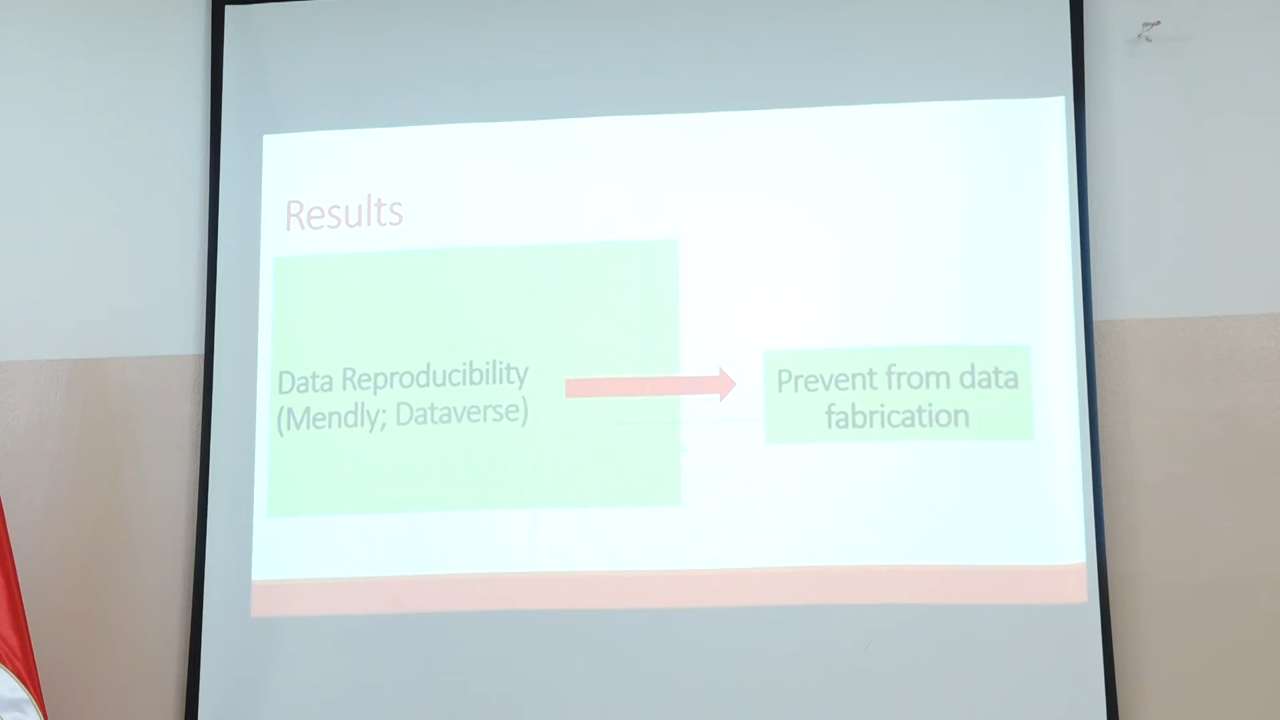 Results
Data Reproducibility
(Mendly; Dataverse)
Prevent from data
fabrication